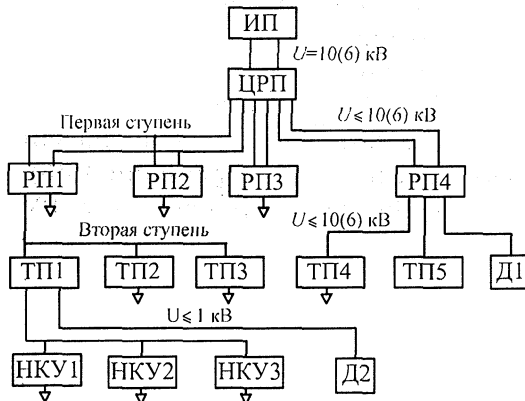 ИП
U=10(6) кВ
ЦРП
Первая ступень
U⩽10(6) кВ
РП1 РП2 РП3 РП4
Вторая ступень
U⩽10(6) кВ
ТП1 ТП2 ТП3 ТП4 ТП5 Д1
U⩽1 кВ
НКУ1 НКУ2 НКУ3 Д2